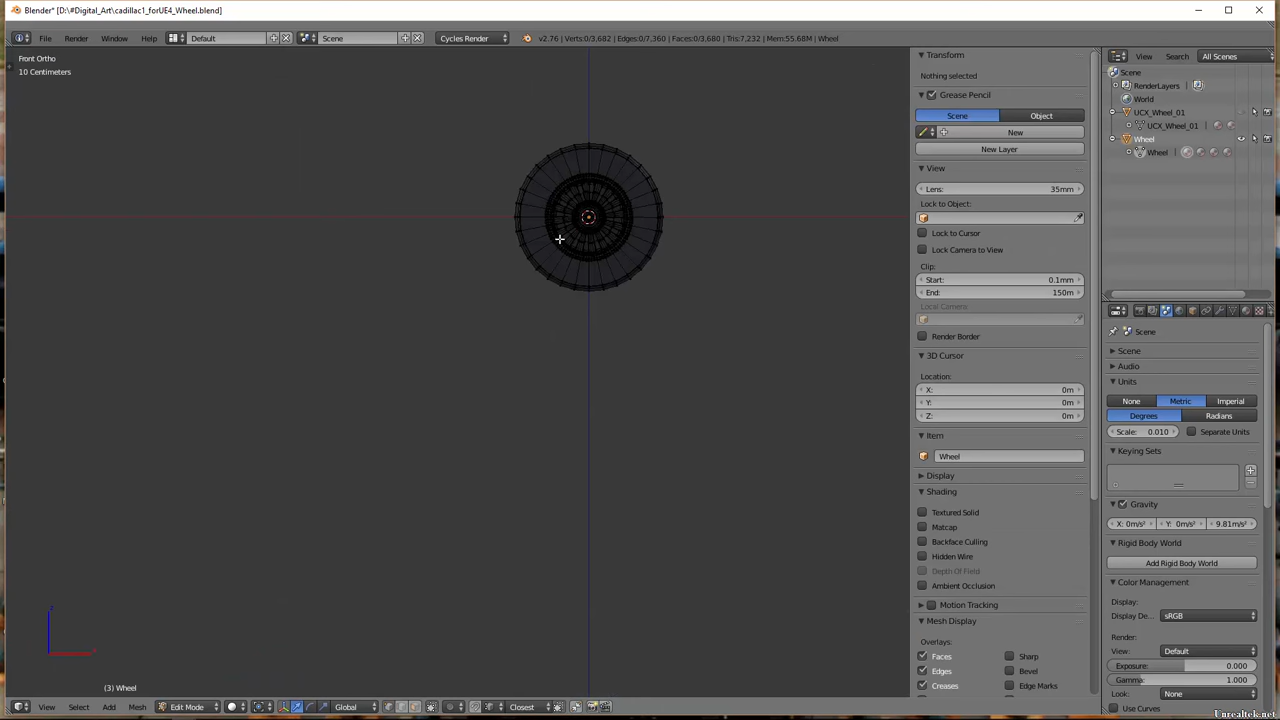 Blender* [D:\#Digital_Art\cadillac1_forUE4_Wheel.blend]
File Render Window Help Default Scene Cycles Render v2.76 | Verts:0/3,682 | Edges:0/7,360 | Faces:0/3,680 | Tris:7,232 | Mem:55.68M | Wheel
Front Ortho
10 Centimeters
(3) Wheel
View Select Add Mesh Edit Mode Global Closest
Transform
Nothing selected
Grease Pencil
Scene Object
New
New Layer
View
Lens: 35mm
Lock to Object:
Lock to Cursor
Lock Camera to View
Clip:
Start: 0.1mm
End: 150m
Local Camera:
Render Border
3D Cursor
Location:
X: 0m
Y: 0m
Z: 0m
Item
Wheel
Display
Shading
Textured Solid
Matcap
Backface Culling
Hidden Wire
Depth Of Field
Ambient Occlusion
Motion Tracking
Mesh Display
Overlays:
Faces Sharp
Edges Bevel
Creases Edge Marks
View Search All Scenes
Scene
RenderLayers
World
UCX_Wheel_01
UCX_Wheel_01
Wheel
Wheel
Scene
Scene
Audio
Units
None Metric Imperial
Degrees Radians
Scale: 0.010 Separate Units
Keying Sets
Gravity
X: 0m/s² Y: 0m/s² 9.81m/s²
Rigid Body World
Add Rigid Body World
Color Management
Display:
Display De... sRGB
Render:
View: Default
Exposure: 0.000
Gamma: 1.000
Look: None
Use Curves
Unrealtek.net
z
x